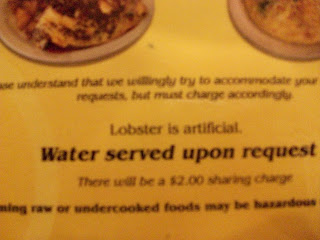 ase understand that we willingly try to accommodate your
requests, but must charge accordingly.
Lobster is artificial.
Water served upon request
There will be a $2.00 sharing charge
ming raw or undercooked foods may be hazardous